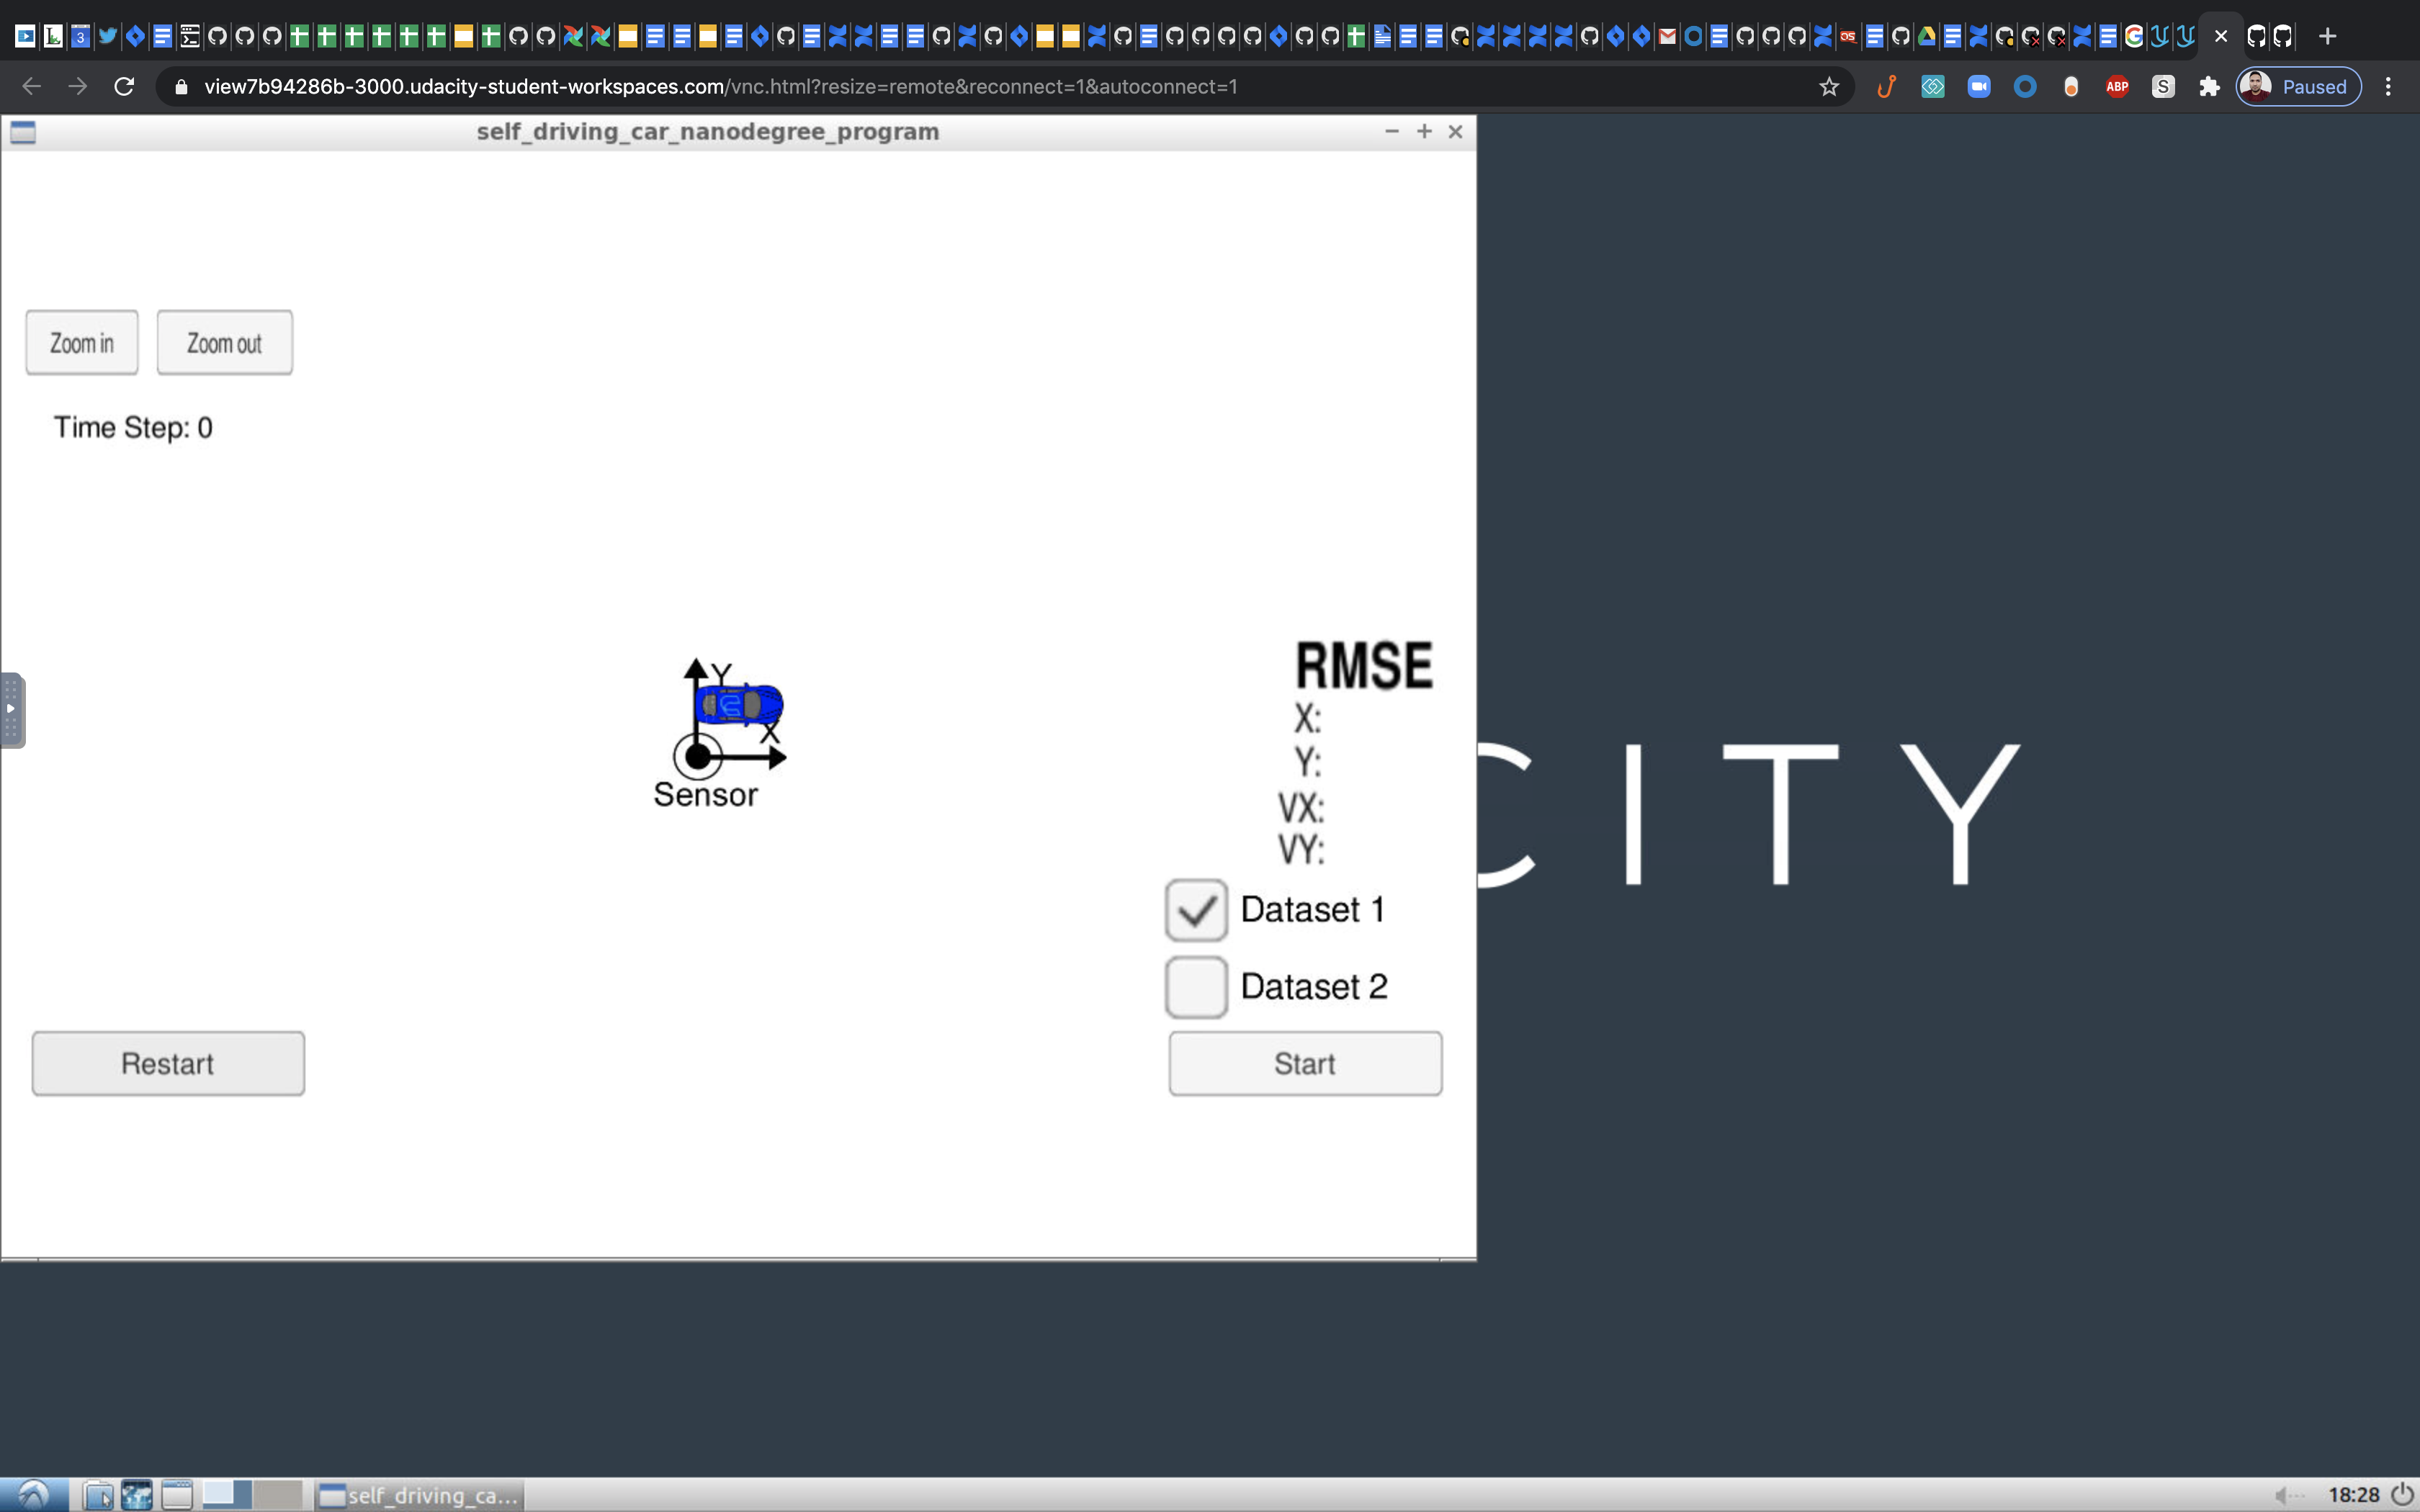 view7b94286b-3000.udacity-student-workspaces.com/vnc.html?resize=remote&reconnect=1&autoconnect=1
ABP
S
Paused
self_driving_car_nanodegree_program
Zoom in
Zoom out
Time Step: 0
Y
X
Sensor
RMSE
X:
Y:
VX:
VY:
CITY
Dataset 1
Dataset 2
Restart
Start
self_driving_ca...
18:28